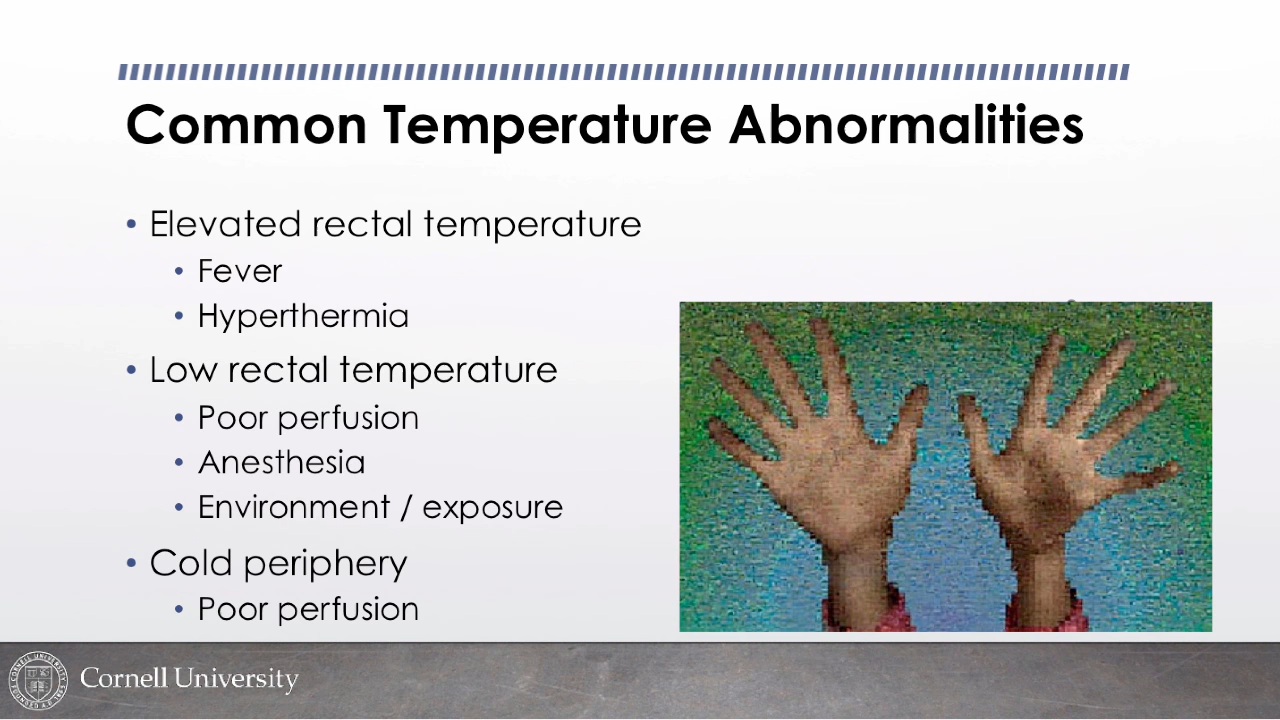 Common Temperature Abnormalities
• Elevated rectal temperature
• Fever
• Hyperthermia
• Low rectal temperature
• Poor perfusion
• Anesthesia
• Environment / exposure
• Cold periphery
• Poor perfusion
Cornell University